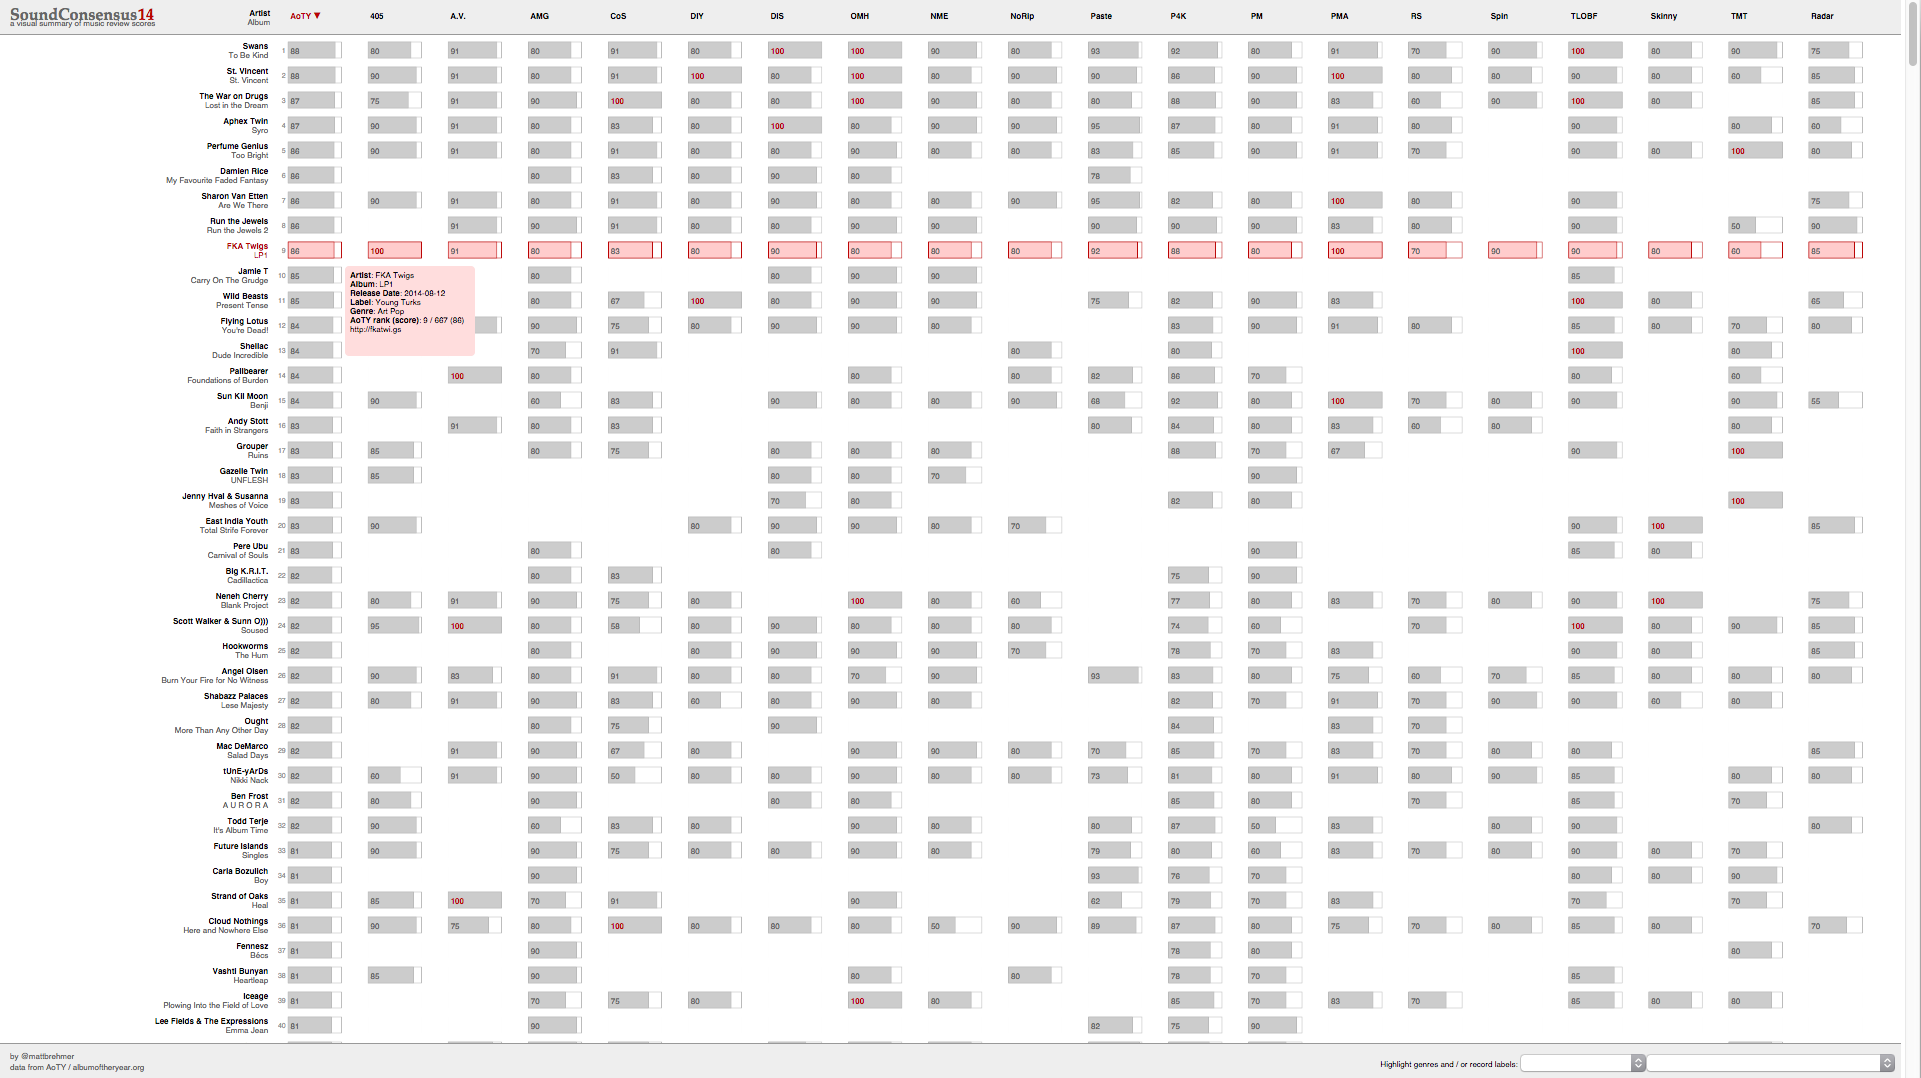 SoundConsensus14
a visual summary of music review scores
Artist
Album
AoTY ▼ 405 A.V. AMG CoS DIY DIS OMH NME NoRip Paste P4K PM PMA RS Spin TLOBF Skinny TMT Radar
Swans
To Be Kind
1 88 80 91 80 91 80 100 100 90 80 93 92 80 91 70 90 100 80 90 75
St. Vincent
St. Vincent
2 88 90 91 80 91 100 80 100 80 90 90 86 90 100 80 80 90 80 60 85
The War on Drugs
Lost in the Dream
3 87 75 91 90 100 80 80 100 90 80 80 88 90 83 60 90 100 80 85
Aphex Twin
Syro
4 87 90 91 80 83 80 100 80 90 90 95 87 80 91 80 90 80 60
Perfume Genius
Too Bright
5 86 90 91 80 91 80 80 90 80 80 83 85 90 91 70 90 80 100 80
Damien Rice
My Favourite Faded Fantasy
6 86 80 83 80 90 80 78
Sharon Van Etten
Are We There
7 86 90 91 80 91 80 90 80 80 90 95 82 80 100 80 90 75
Run the Jewels
Run the Jewels 2
8 86 91 90 91 80 80 80 80 90 90 90 83 80 90 50 90
FKA Twigs
LP1
9 86 100 91 80 83 80 90 80 80 80 92 88 80 100 70 90 90 80 60 85
Jamie T
Carry On The Grudge
10 85 80 80 90 90 85
Artist: FKA Twigs
Album: LP1
Release Date: 2014-08-12
Label: Young Turks
Genre: Art Pop
AoTY rank (score): 9 / 667 (86)
http://fkatwi.gs
Wild Beasts
Present Tense
11 85 80 67 100 80 90 90 75 82 90 83 100 80 65
Flying Lotus
You're Dead!
12 84 90 75 80 90 90 80 83 90 91 80 85 80 70 80
Shellac
Dude Incredible
13 84 70 91 80 80 100 80
Pallbearer
Foundations of Burden
14 84 100 80 80 80 82 86 70 80 60
Sun Kil Moon
Benji
15 84 90 60 83 90 80 80 90 68 92 80 100 70 80 90 90 55
Andy Stott
Faith in Strangers
16 83 91 80 83 80 84 80 83 60 80 80
Grouper
Ruins
17 83 85 80 75 80 80 80 88 70 67 90 100
Gazelle Twin
UNFLESH
18 83 85 80 80 70 90
Jenny Hval & Susanna
Meshes of Voice
19 83 70 80 82 80 100
East India Youth
Total Strife Forever
20 83 90 80 90 90 80 70 90 100 85
Pere Ubu
Carnival of Souls
21 83 80 80 90 85 80
Big K.R.I.T.
Cadillactica
22 82 80 83 75 90
Neneh Cherry
Blank Project
23 82 80 91 90 75 80 100 80 60 77 80 83 70 80 90 100 75
Scott Walker & Sunn O)))
Soused
24 82 95 100 80 58 90 80 80 80 74 60 70 100 80 90 85
Hookworms
The Hum
25 82 80 80 80 90 90 70 78 70 83 90 80 85
Angel Olsen
Burn Your Fire for No Witness
26 82 90 83 80 91 80 80 70 80 93 83 80 75 60 70 85 80 80 80
Shabazz Palaces
Lese Majesty
27 82 80 91 90 83 60 80 90 80 82 70 91 70 90 90 60 80
Ought
More Than Any Other Day
28 82 80 75 90 84 83 70
Mac DeMarco
Salad Days
29 82 91 90 67 80 90 90 80 70 85 70 83 70 80 80 85
tUnE-yArDs
Nikki Nack
30 82 60 91 90 50 80 80 90 80 80 73 81 80 91 80 90 85 80 80
Ben Frost
A U R O R A
31 82 80 90 80 80 85 80 70 85 70
Todd Terje
It's Album Time
32 82 90 60 83 80 90 80 80 87 50 83 80 90 80
Future Islands
Singles
33 81 90 90 75 80 80 90 80 79 80 60 83 70 80 90 80 70
Carla Bozulich
Boy
34 81 90 93 76 70 80 80 90
Strand of Oaks
Heal
35 81 85 100 70 91 90 62 79 70 83 70 70
Cloud Nothings
Here and Nowhere Else
36 81 90 75 80 100 80 80 80 50 90 89 87 80 75 70 80 85 80 70
Fennesz
Bécs
37 81 90 78 80 80
Vashti Bunyan
Heartleap
38 81 85 90 80 80 78 70 85
Iceage
Plowing Into the Field of Love
39 81 70 75 80 100 80 85 70 83 70 85 80 80
Lee Fields & The Expressions
Emma Jean
40 81 90 82 75 90
by @mattbrehmer
data from AoTY / albumoftheyear.org
Highlight genres and / or record labels: